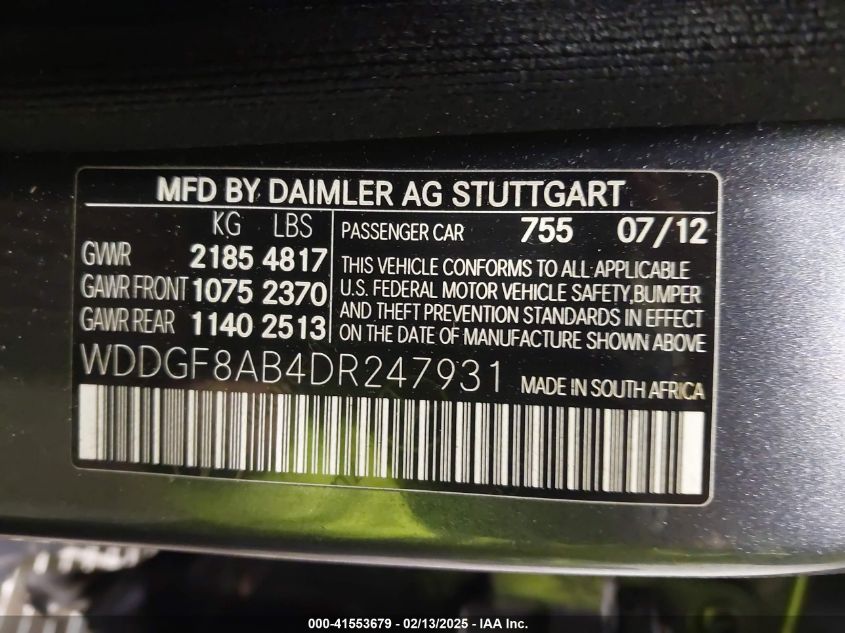 MFD BY DAIMLER AG STUTTGART
KG LBS
GVWR 2185 4817
GAWR FRONT 1075 2370
GAWR REAR 1140 2513
PASSENGER CAR 755 07/12
THIS VEHICLE CONFORMS TO ALL APPLICABLE
U.S. FEDERAL MOTOR VEHICLE SAFETY,BUMPER
AND THEFT PREVENTION STANDARDS IN EFFECT
ON THE DATE OF MANUFACTURE SHOWN ABOVE
WDDGF8AB4DR247931 MADE IN SOUTH AFRICA
000-41553679 - 02/13/2025 - IAA Inc.